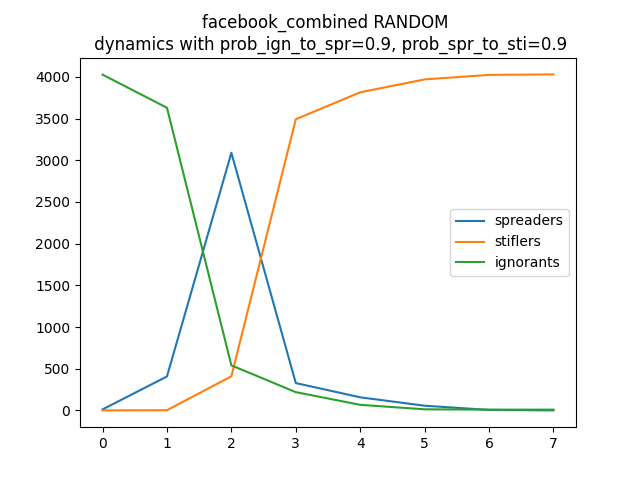 facebook_combined RANDOM
dynamics with prob_ign_to_spr=0.9, prob_spr_to_sti=0.9
4000
3500
3000
2500
2000
1500
1000
500
0
spreaders
stiflers
ignorants
0 1 2 3 4 5 6 7